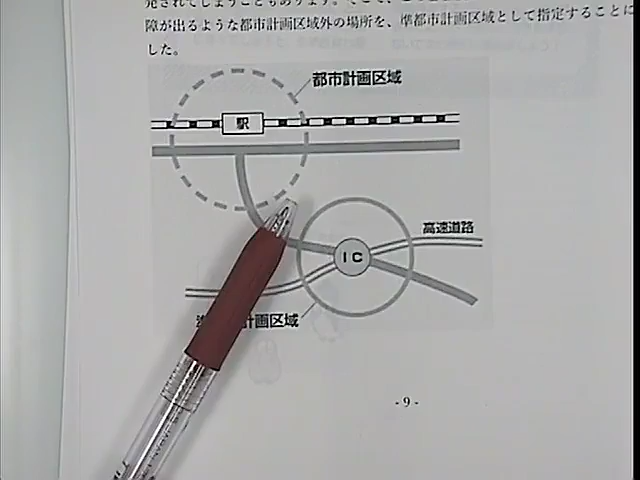 障が出るような都市計画区域外の場所を、準都市計画区域として指定することに
した。
都市計画区域
駅
高速道路
IC
計画区域
- 9 -